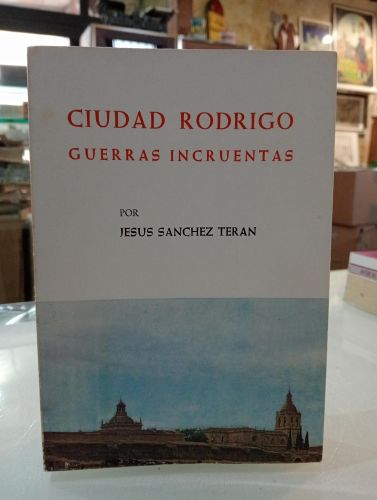 CIUDAD RODRIGO
GUERRAS INCRUENTAS
POR
JESUS SANCHEZ TERAN